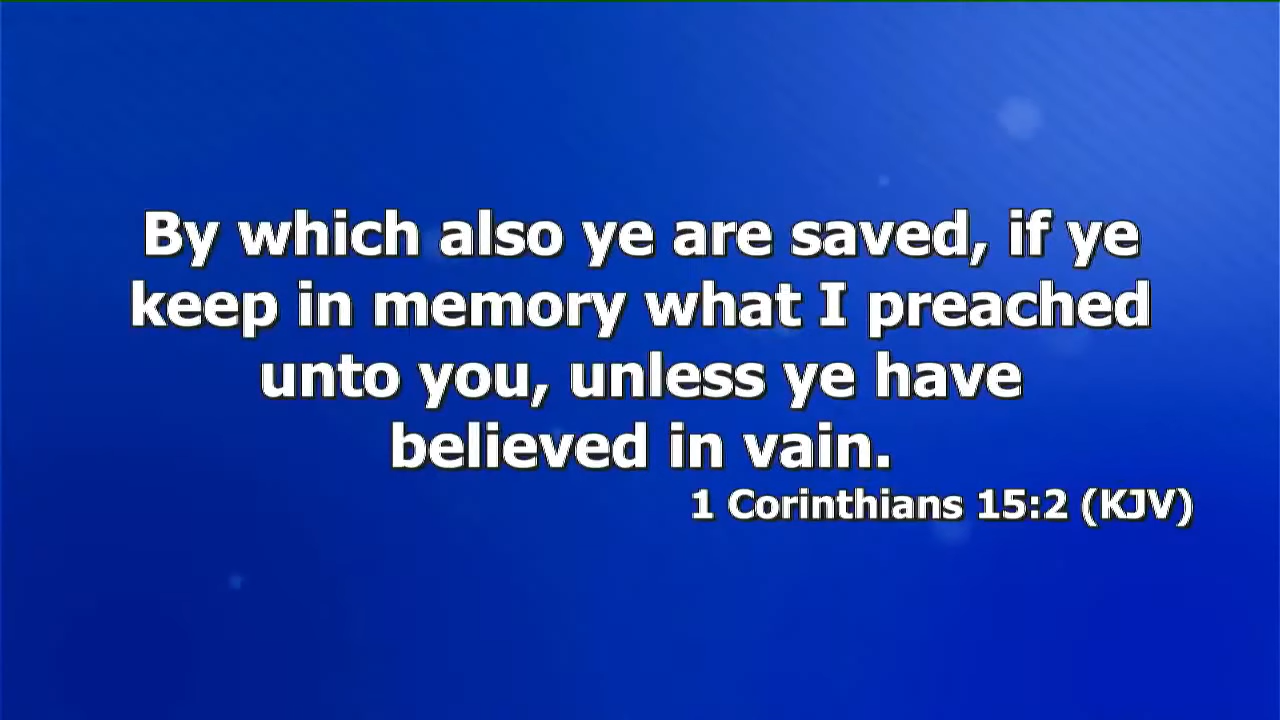 By which also ye are saved, if ye
keep in memory what I preached
unto you, unless ye have
believed in vain.
1 Corinthians 15:2 (KJV)